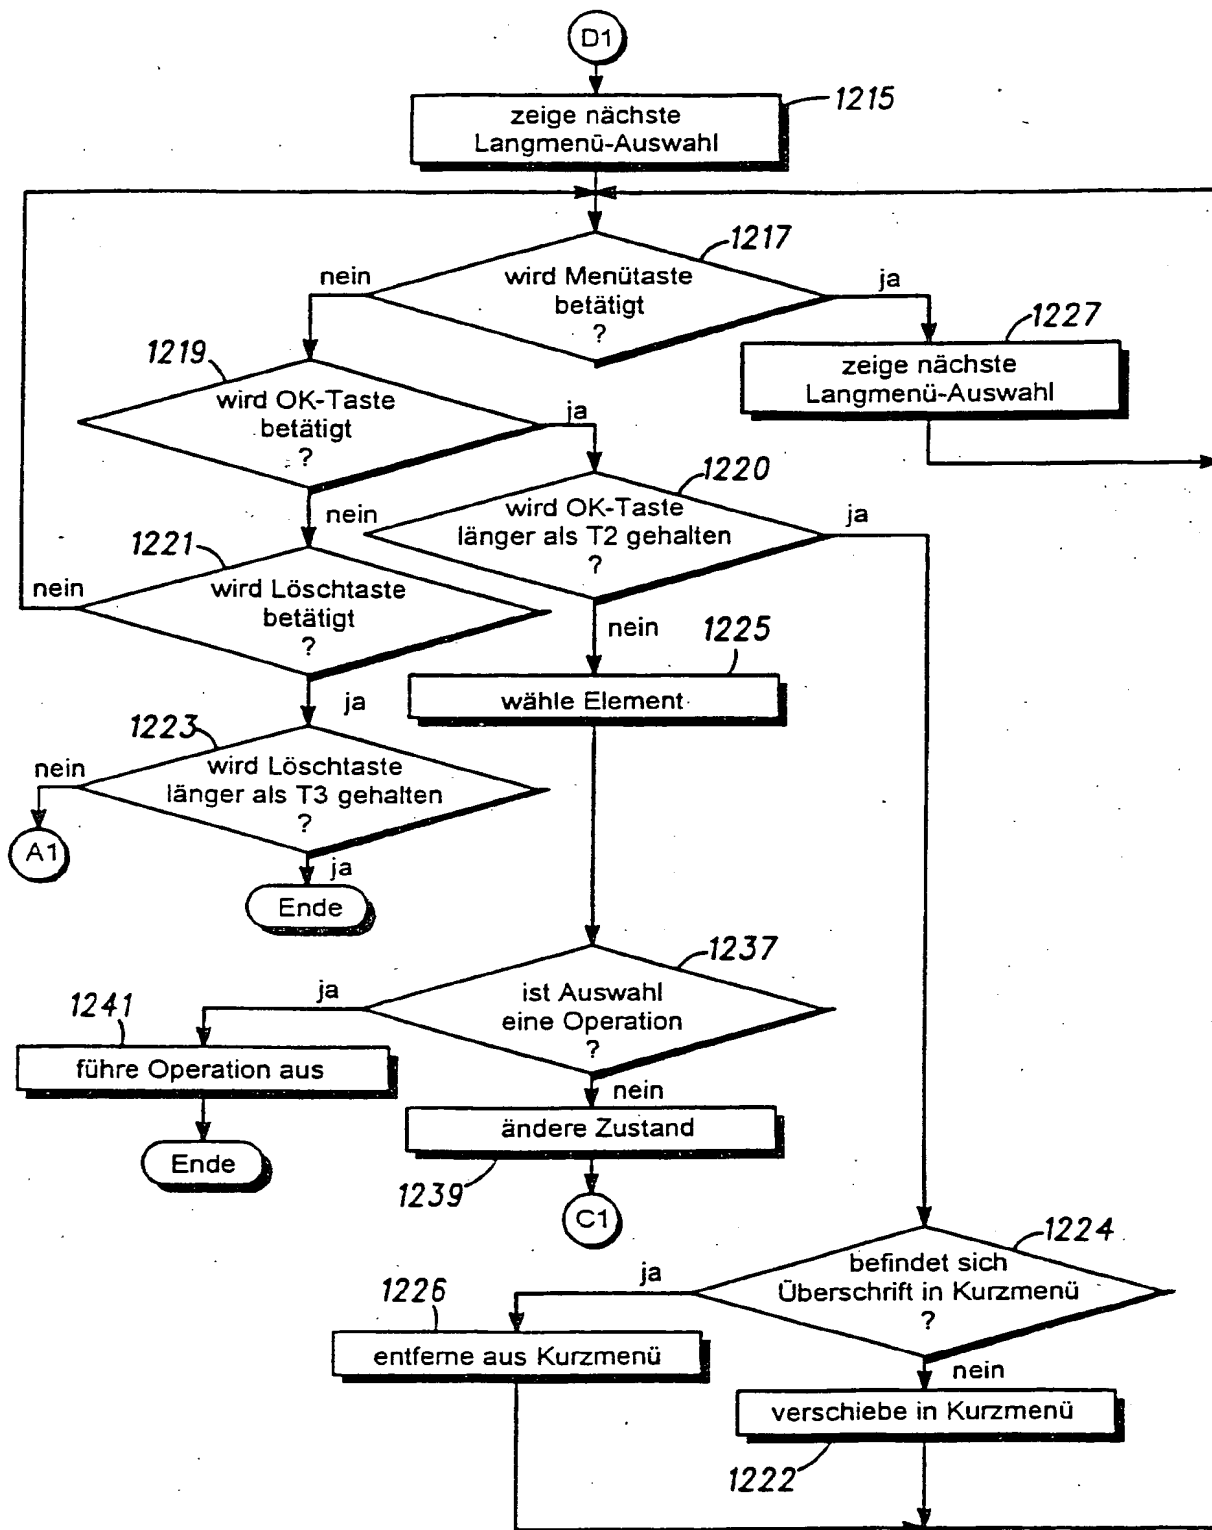 D1
1215
zeige nächste
Langmenü-Auswahl
1217
nein
wird Menütaste
betätigt
?
ja
1227
zeige nächste
Langmenü-Auswahl
1219
wird OK-Taste
betätigt
?
ja
1220
nein
wird OK-Taste
länger als T2 gehalten
?
ja
1221
nein
wird Löschtaste
betätigt
?
nein
1225
wähle Element
ja
1223
nein
wird Löschtaste
länger als T3 gehalten
?
A1
ja
Ende
1237
ja
ist Auswahl
eine Operation
?
1241
führe Operation aus
nein
ändere Zustand
Ende
1239
C1
1224
ja
befindet sich
Überschrift in Kurzmenü
?
1226
entferne aus Kurzmenü
nein
verschiebe in Kurzmenü
1222